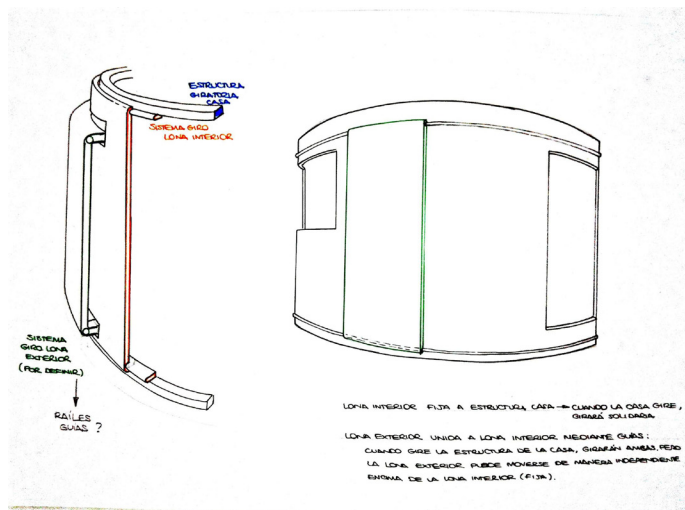 ESTRUCTURA
GIRATORIA
CASA
SISTEMA GIRO
LONA INTERIOR
SISTEMA
GIRO LONA
EXTERIOR
(POR DEFINIR)
RAÍLES
GUIAS ?
LONA INTERIOR FIJA A ESTRUCTURA CASA → CUANDO LA CASA GIRE,
GIRARÁ SOLIDARIA
LONA EXTERIOR UNIDA A LONA INTERIOR MEDIANTE GUÍAS:
CUANDO GIRE LA ESTRUCTURA DE LA CASA, GIRARÁN AMBAS, PERO
LA LONA EXTERIOR PUEDE MOVERSE DE MANERA INDEPENDIENTE
ENCIMA DE LA LONA INTERIOR (FIJA).